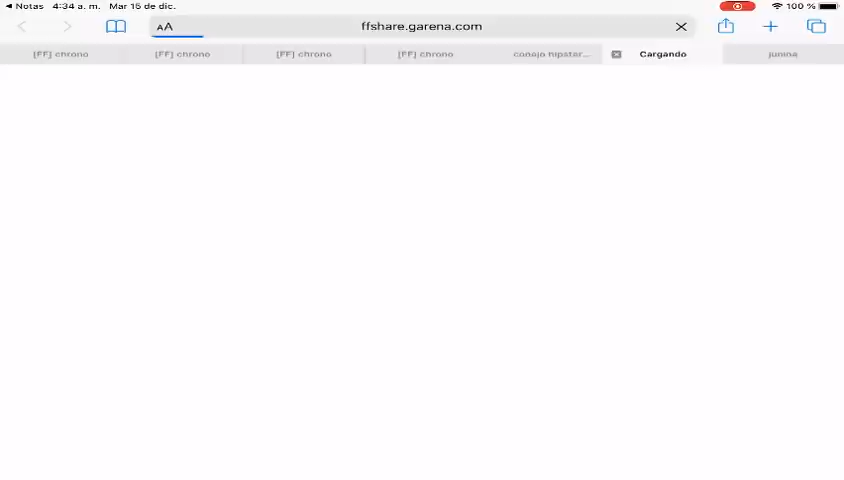 Notas 4:34 a. m. Mar 15 de dic. 100 %
AA ffshare.garena.com
[FF] chrono [FF] chrono [FF] chrono [FF] chrono conejo hipster... Cargando